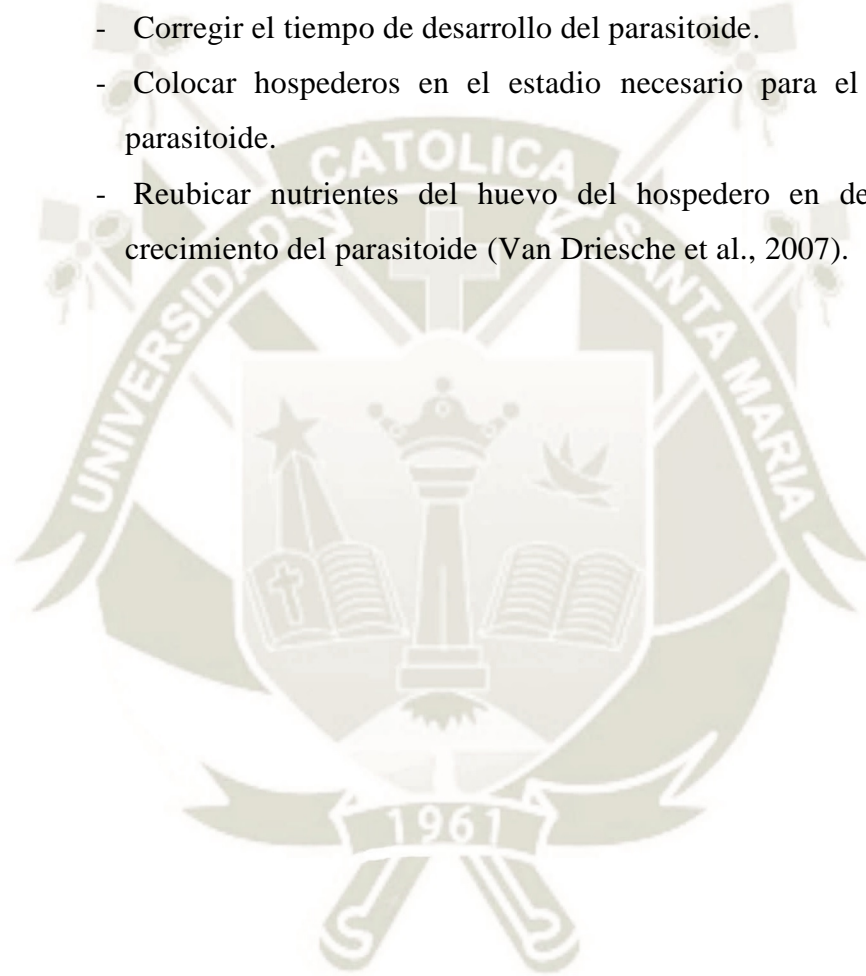 - Corregir el tiempo de desarrollo del parasitoide.
- Colocar hospederos en el estadio necesario para el
parasitoide.
- Reubicar nutrientes del huevo del hospedero en de
crecimiento del parasitoide (Van Driesche et al., 2007).
UNIVERSIDAD CATOLICA SANTA MARIA
1961